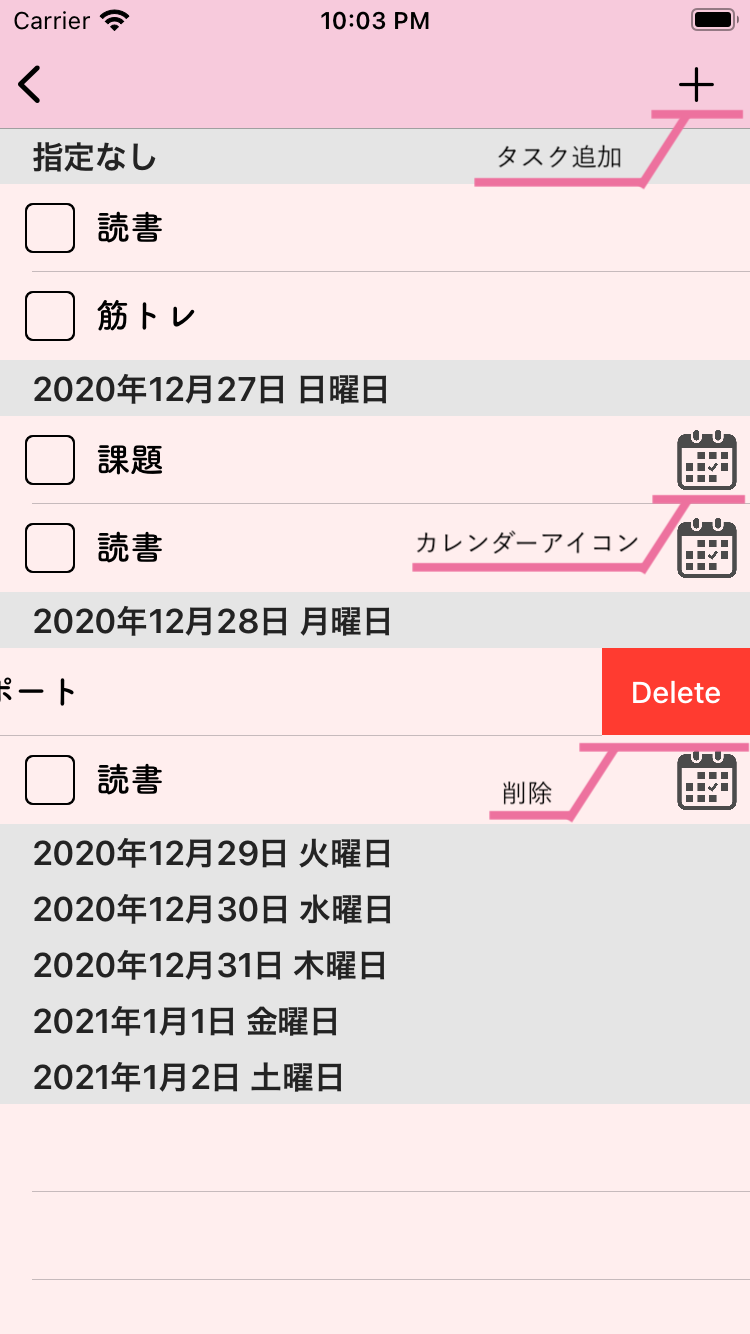 Carrier 10:03 PM
指定なし
タスク追加
読書
筋トレ
2020年12月27日 日曜日
課題
読書
カレンダーアイコン
2020年12月28日 月曜日
ポート
Delete
読書
削除
2020年12月29日 火曜日
2020年12月30日 水曜日
2020年12月31日 木曜日
2021年1月1日 金曜日
2021年1月2日 土曜日